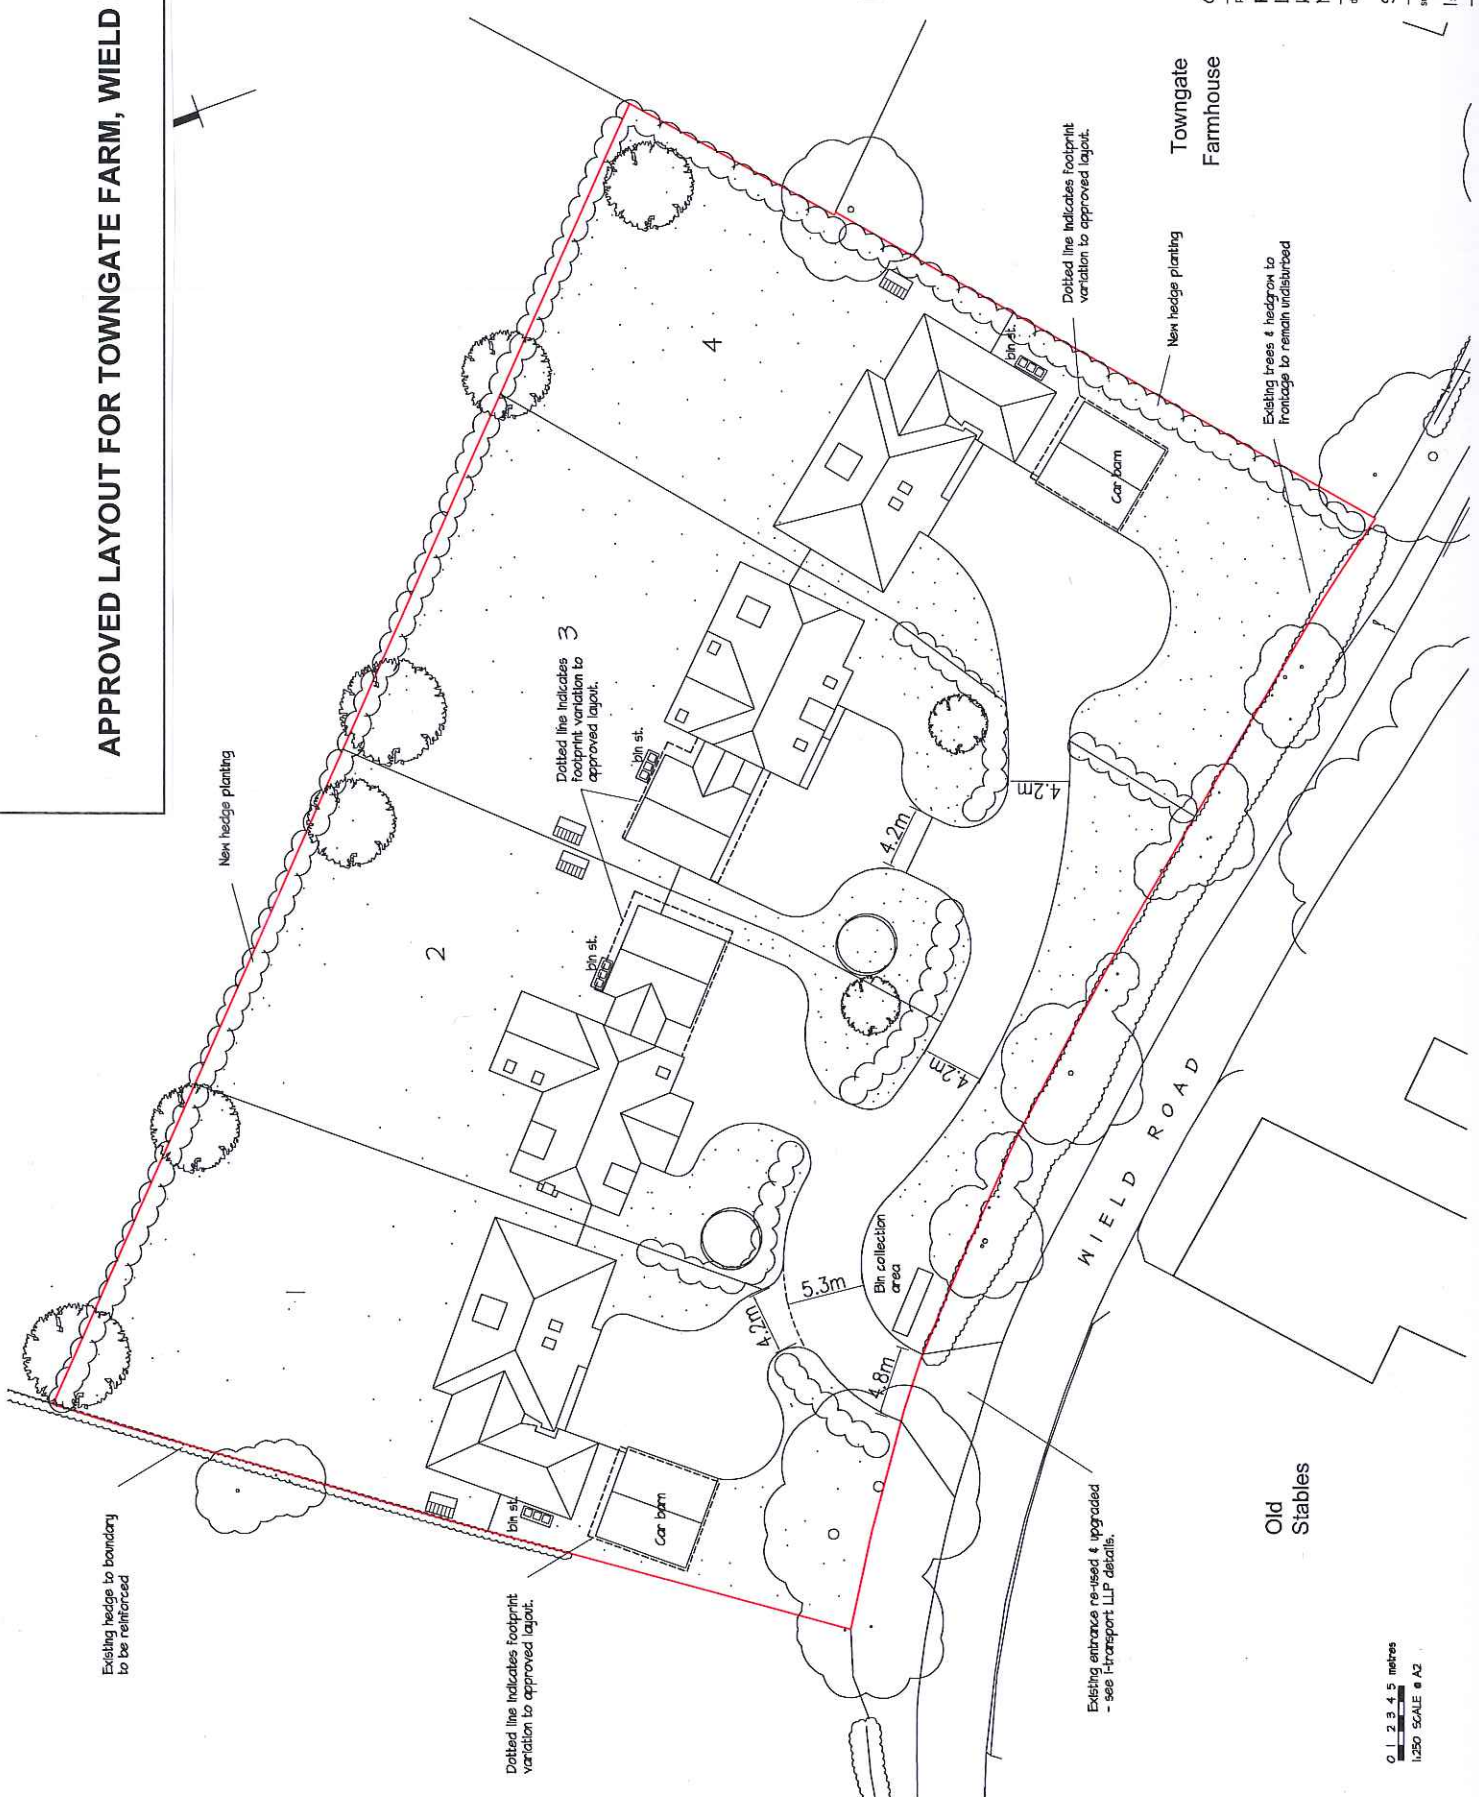 APPROVED LAYOUT FOR TOWNGATE FARM, WIELD
New hedge planting
Existing hedge to boundary
to be reinforced
1
2
3
4
Dotted line indicates
footprint variation to
approved layout.
Dotted line indicates footprint
variation to approved layout.
Dotted line indicates footprint
variation to approved layout.
New hedge planting
Existing trees & hedgrow to
frontage to remain undisturbed
Towngate
Farmhouse
bin st.
bin st.
bin st.
bin st.
Car barn
Car barn
4.2m
4.2m
4.2m
4.2m
5.3m
4.8m
Bin collection
area
WIELD ROAD
Existing entrance re-used & upgraded
- see i-transport LLP details.
Old
Stables
0 1 2 3 4 5 metres
1:250 SCALE @ A2